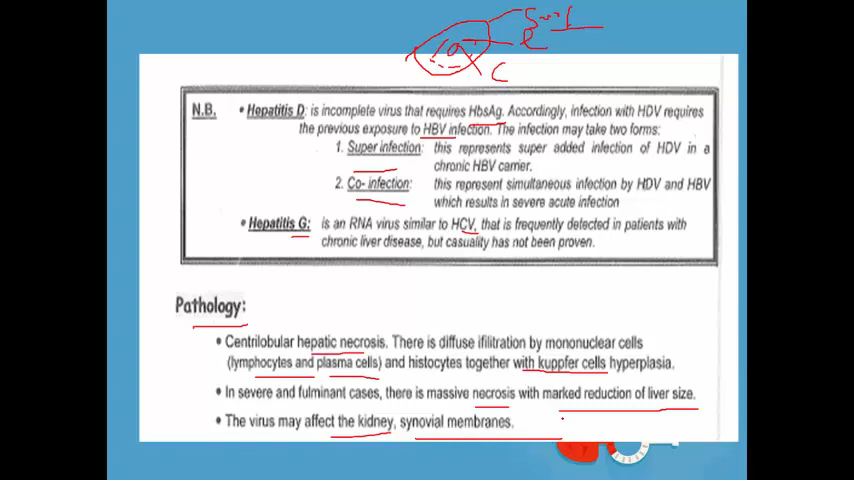 Surf
e
C
N.B. • Hepatitis D: is incomplete virus that requires HbsAg. Accordingly, infection with HDV requires
the previous exposure to HBV infection. The infection may take two forms:
1. Super infection: this represents super added infection of HDV in a
chronic HBV carrier.
2. Co-infection: this represent simultaneous infection by HDV and HBV
which results in severe acute infection
• Hepatitis G: is an RNA virus similar to HCV, that is frequently detected in patients with
chronic liver disease, but casuality has not been proven.
Pathology:
• Centrilobular hepatic necrosis. There is diffuse ifilitration by mononuclear cells
(lymphocytes and plasma cells) and histocytes together with kuppfer cells hyperplasia.
• In severe and fulminant cases, there is massive necrosis with marked reduction of liver size.
• The virus may affect the kidney, synovial membranes.